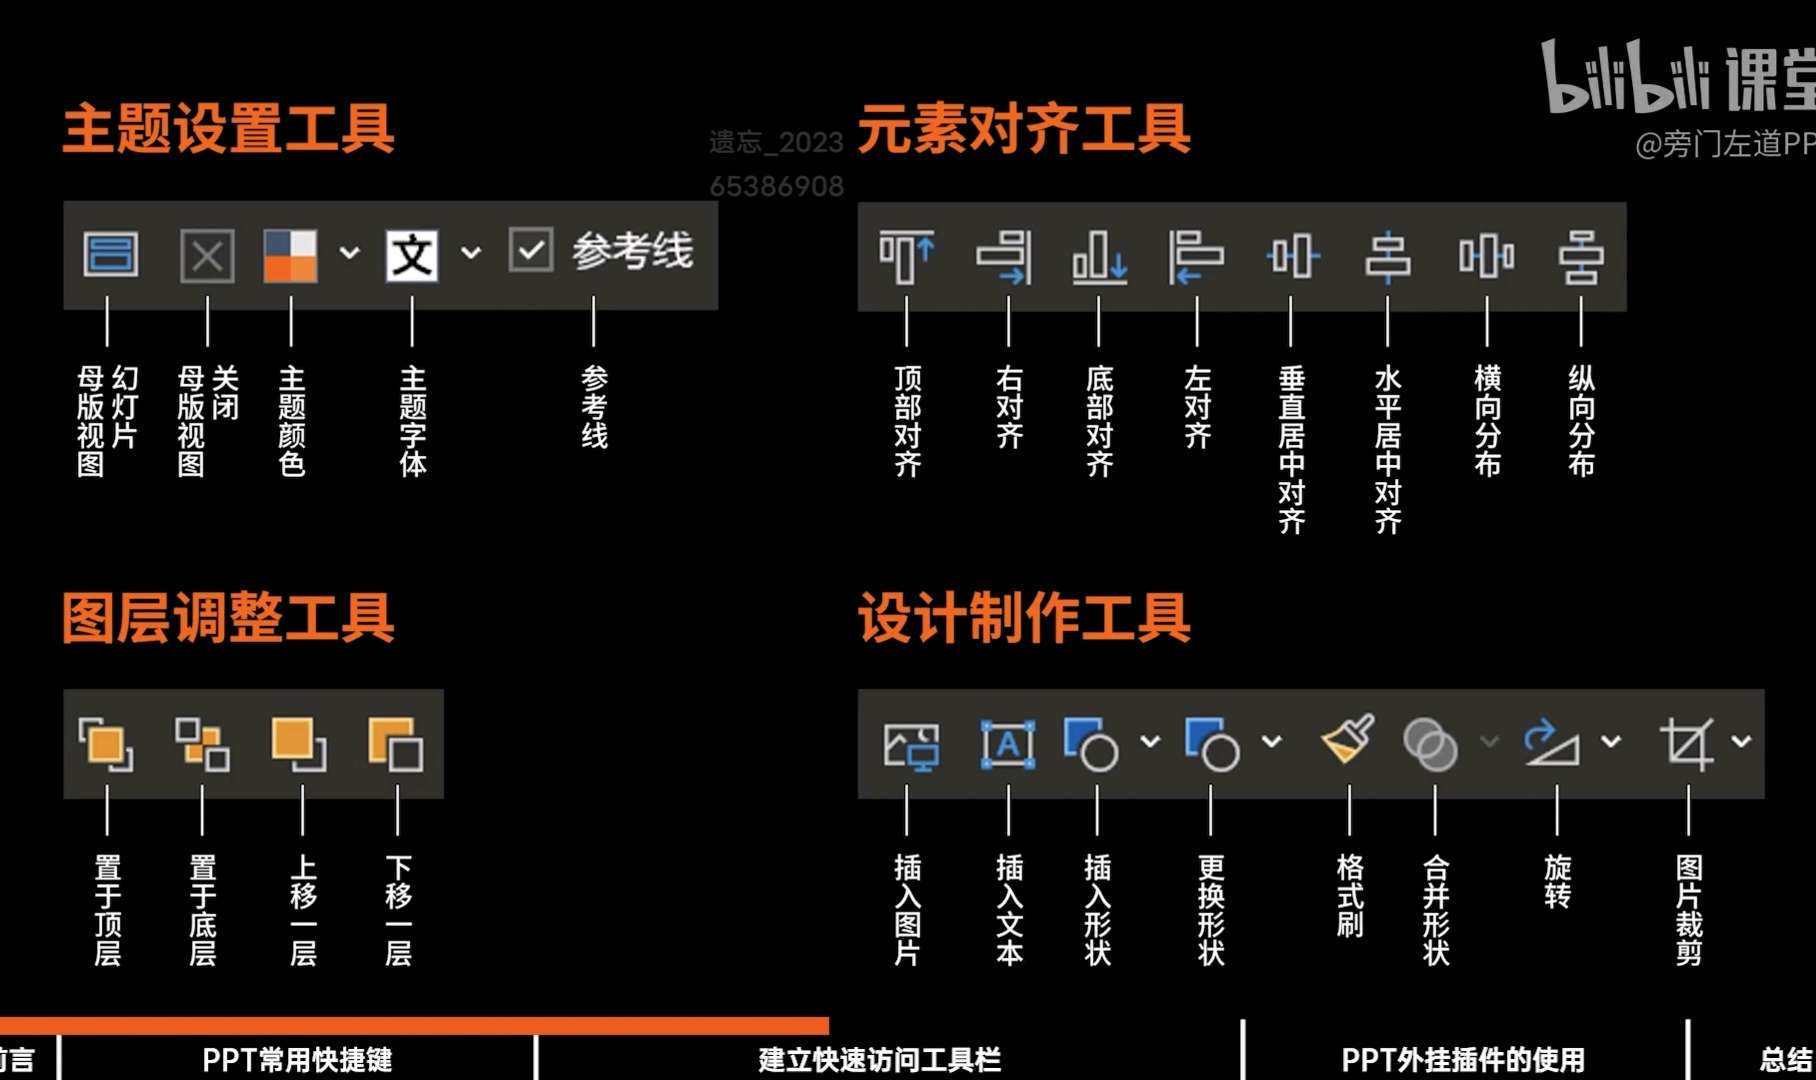 bilibili 课堂
@旁门左道PP
遗忘_2023
65386908
主题设置工具
参考线
幻灯片
母版视图
关闭
母版视图
主题颜色
文
主题字体
参考线
元素对齐工具
顶部对齐
右对齐
底部对齐
左对齐
垂直居中对齐
水平居中对齐
横向分布
纵向分布
图层调整工具
置于顶层
置于底层
上移一层
下移一层
设计制作工具
A
插入图片
插入文本
插入形状
更换形状
格式刷
合并形状
旋转
图片裁剪
前言
PPT常用快捷键
建立快速访问工具栏
PPT外挂插件的使用
总结